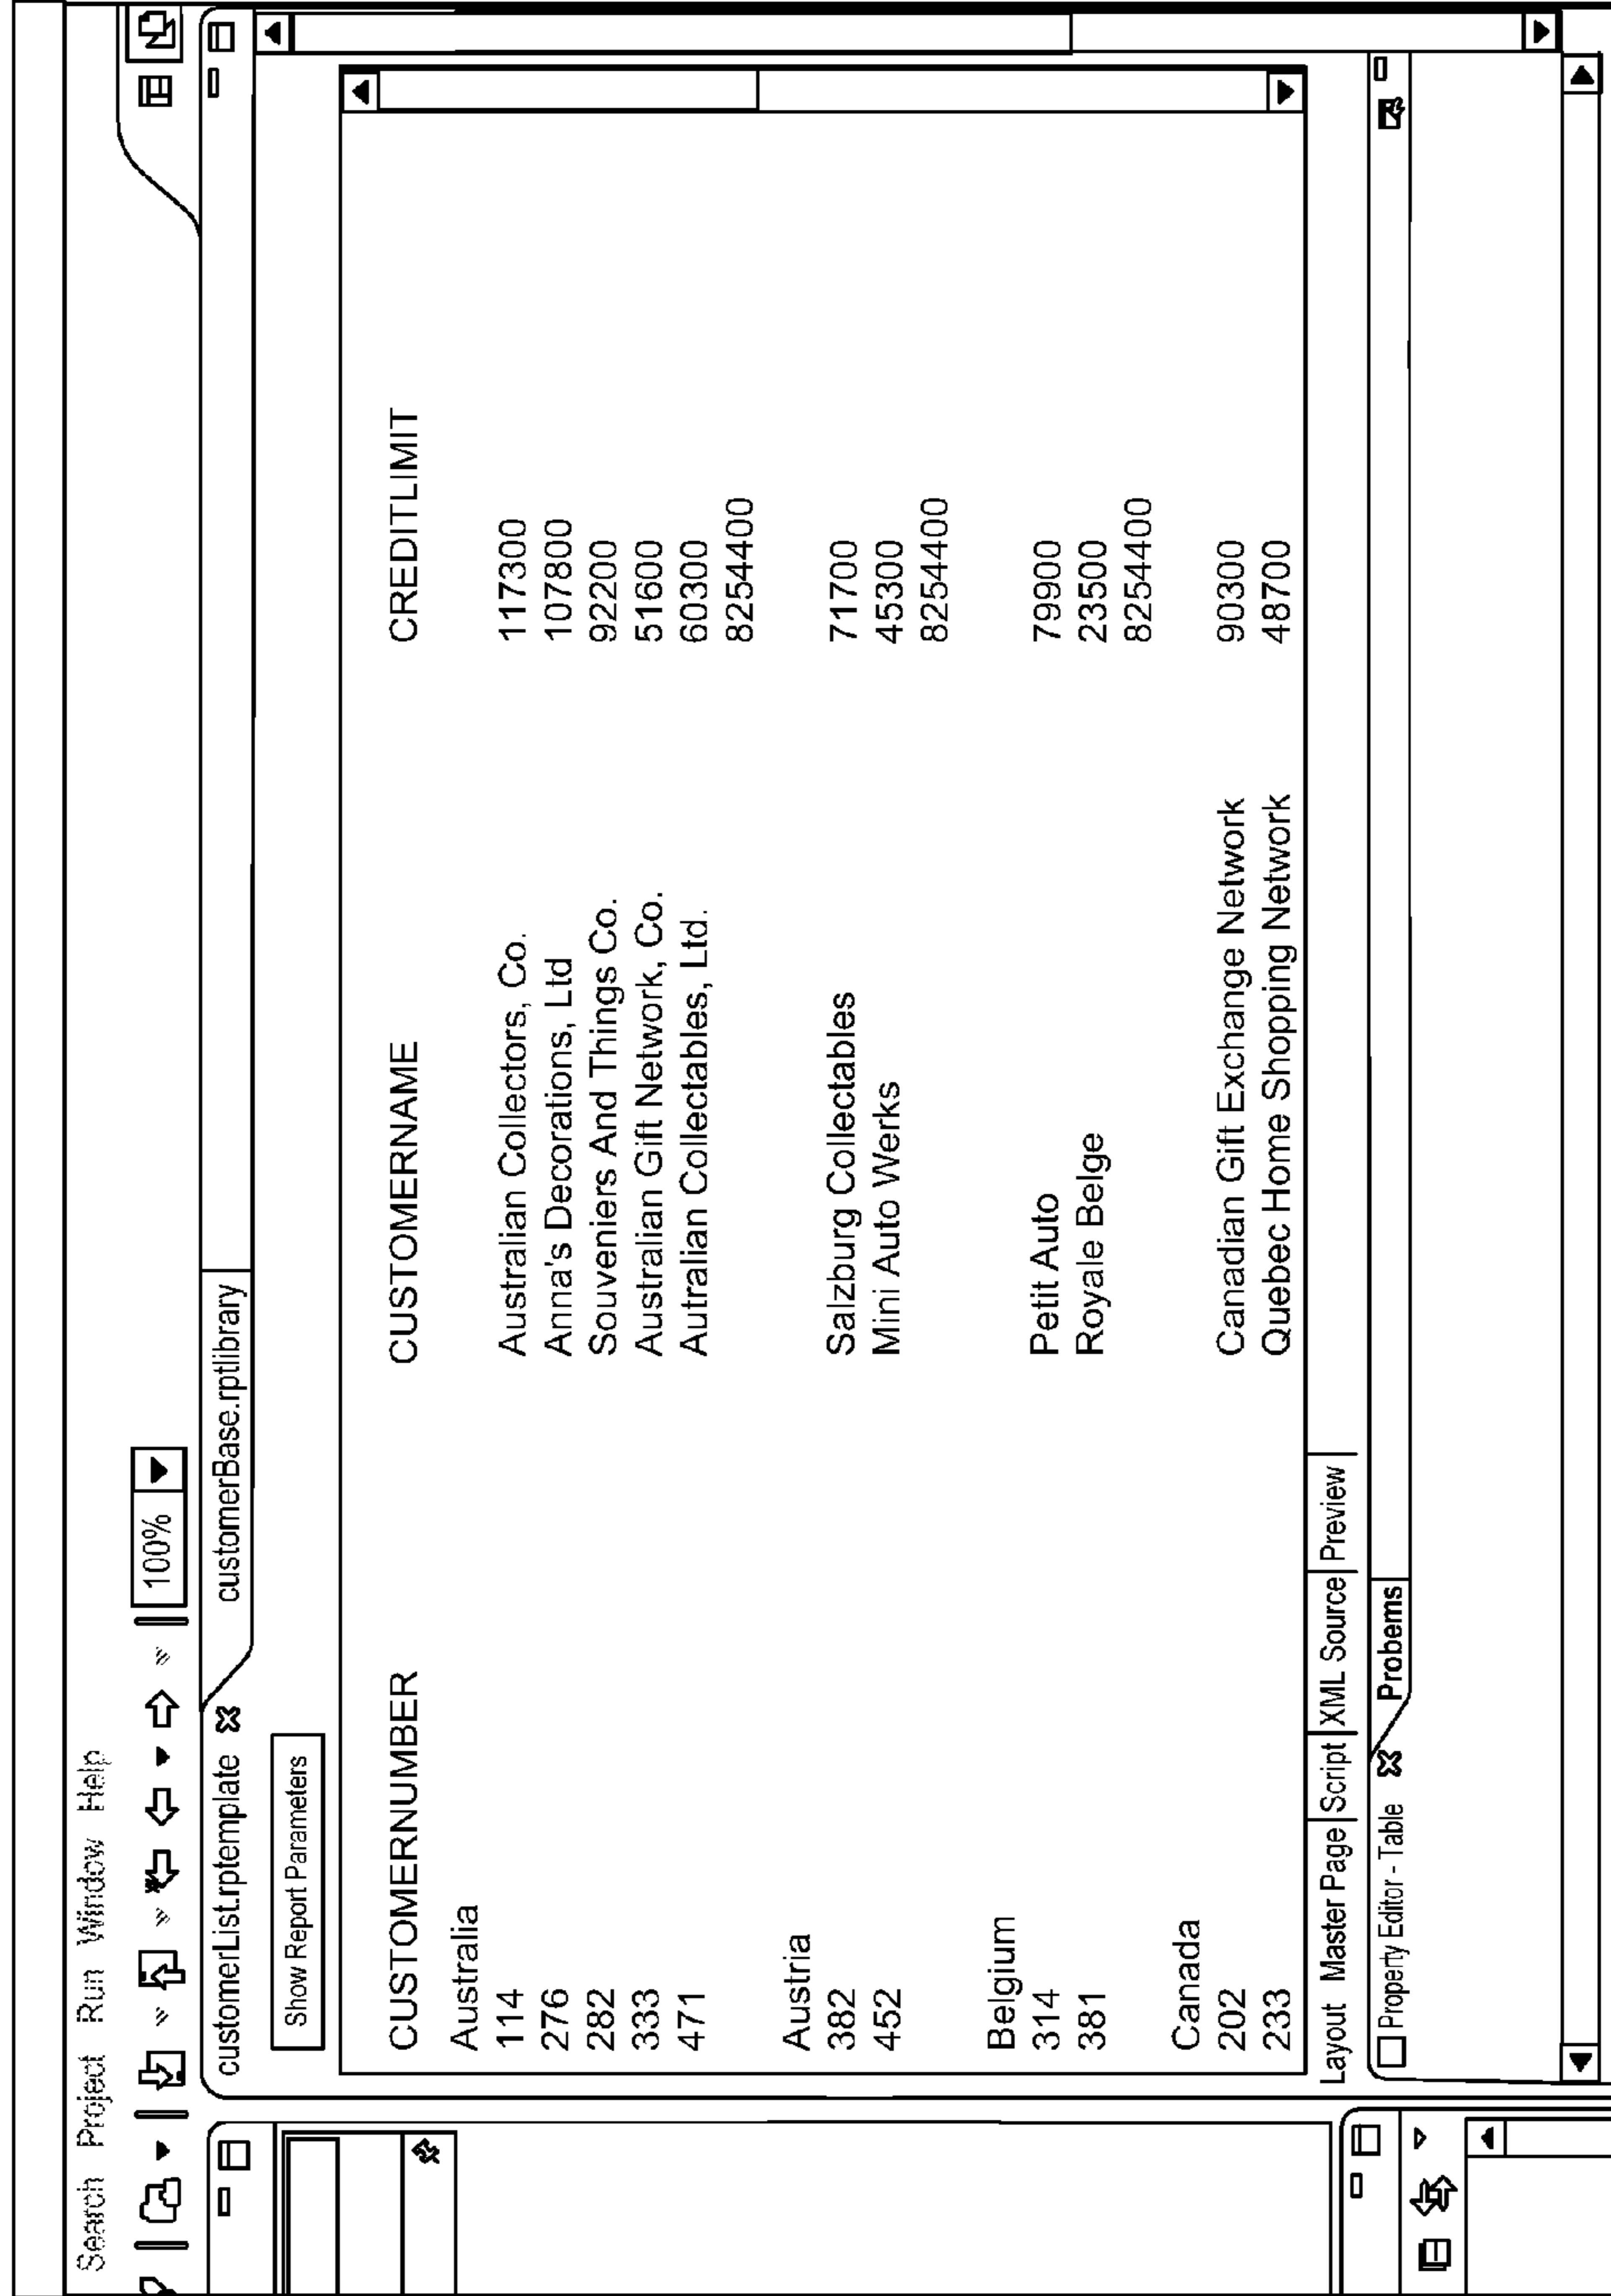 Search Project Run Window Help
100%
customerList.rptemplate customerBase.rptlibrary
Show Report Parameters
CUSTOMERNUMBER CUSTOMERNAME CREDITLIMIT
Australia
114 Australian Collectors, Co. 117300
276 Anna's Decorations, Ltd 107800
282 Souveniers And Things Co. 92200
333 Australian Gift Network, Co. 51600
471 Autralian Collectables, Ltd. 60300
8254400
Austria
382 Salzburg Collectables 71700
452 Mini Auto Werks 45300
8254400
Belgium
314 Petit Auto 79900
381 Royale Belge 23500
8254400
Canada
202 Canadian Gift Exchange Network 90300
233 Quebec Home Shopping Network 48700
Layout Master Page Script XML Source Preview
Property Editor - Table Probems